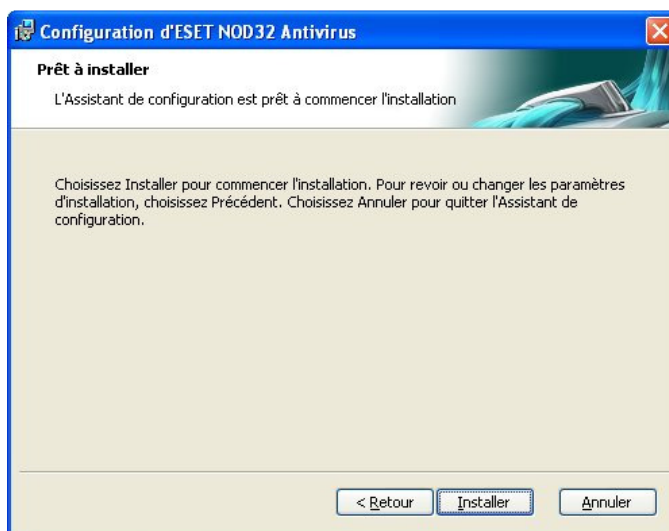 Configuration d'ESET NOD32 Antivirus
Prêt à installer
L'Assistant de configuration est prêt à commencer l'installation
Choisissez Installer pour commencer l'installation. Pour revoir ou changer les paramètres
d'installation, choisissez Précédent. Choisissez Annuler pour quitter l'Assistant de
configuration.
< Retour
Installer
Annuler